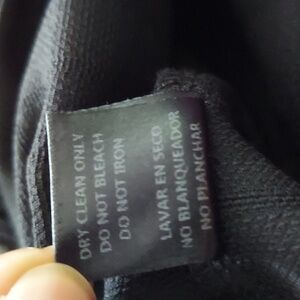 DRY CLEAN ONLY
DO NOT BLEACH
DO NOT IRON
LAVAR EN SECO
NO BLANQUEADOR
NO PLANCHAR